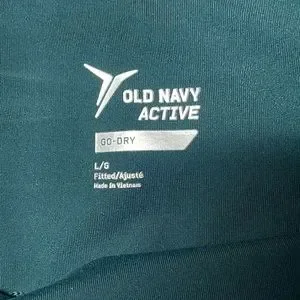 OLD NAVY
ACTIVE
GO-DRY
L/G
Fitted/Ajusté
Made in Vietnam